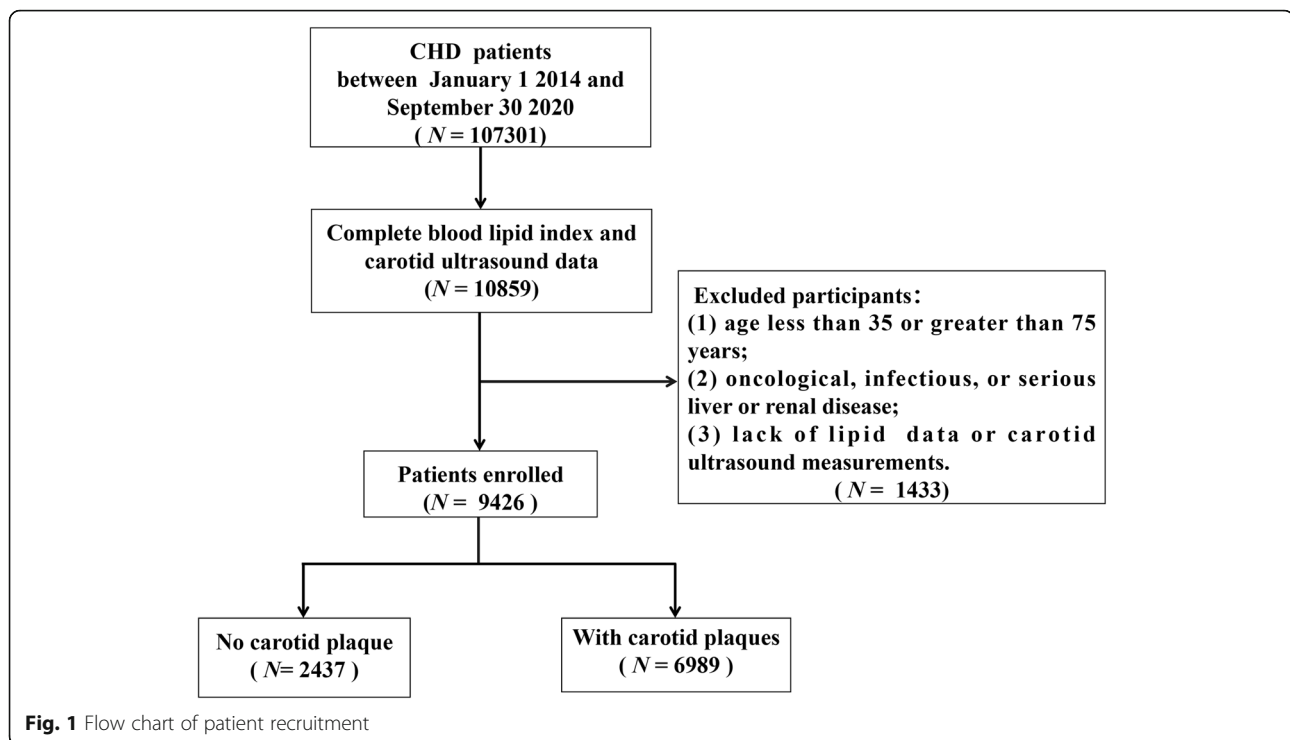 CHD patients
between January 1 2014 and
September 30 2020
( N = 107301)
Complete blood lipid index and
carotid ultrasound data
(N = 10859)
Excluded participants：
(1) age less than 35 or greater than 75
years;
(2) oncological, infectious, or serious
liver or renal disease;
(3) lack of lipid data or carotid
ultrasound measurements.
( N = 1433)
Patients enrolled
(N = 9426 )
No carotid plaque
( N= 2437 )
With carotid plaques
( N = 6989 )
Fig. 1 Flow chart of patient recruitment